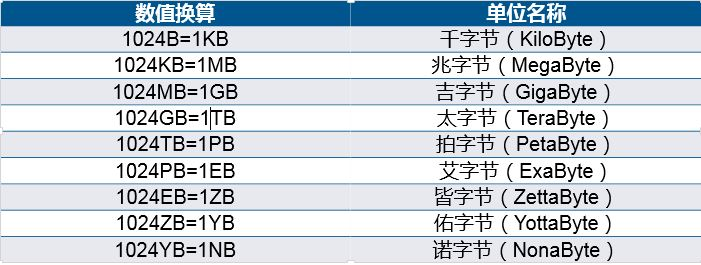 数值换算 单位名称
1024B=1KB 千字节（KiloByte）
1024KB=1MB 兆字节（MegaByte）
1024MB=1GB 吉字节（GigaByte）
1024GB=1TB 太字节（TeraByte）
1024TB=1PB 拍字节（PetaByte）
1024PB=1EB 艾字节（ExaByte）
1024EB=1ZB 皆字节（ZettaByte）
1024ZB=1YB 佑字节（YottaByte）
1024YB=1NB 诺字节（NonaByte）